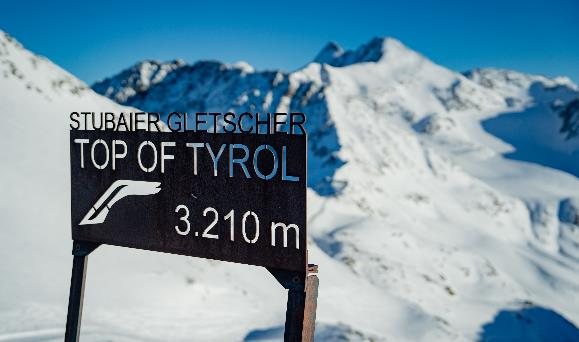 STUBAIER GLETSCHER
TOP OF TYROL
3.210 m